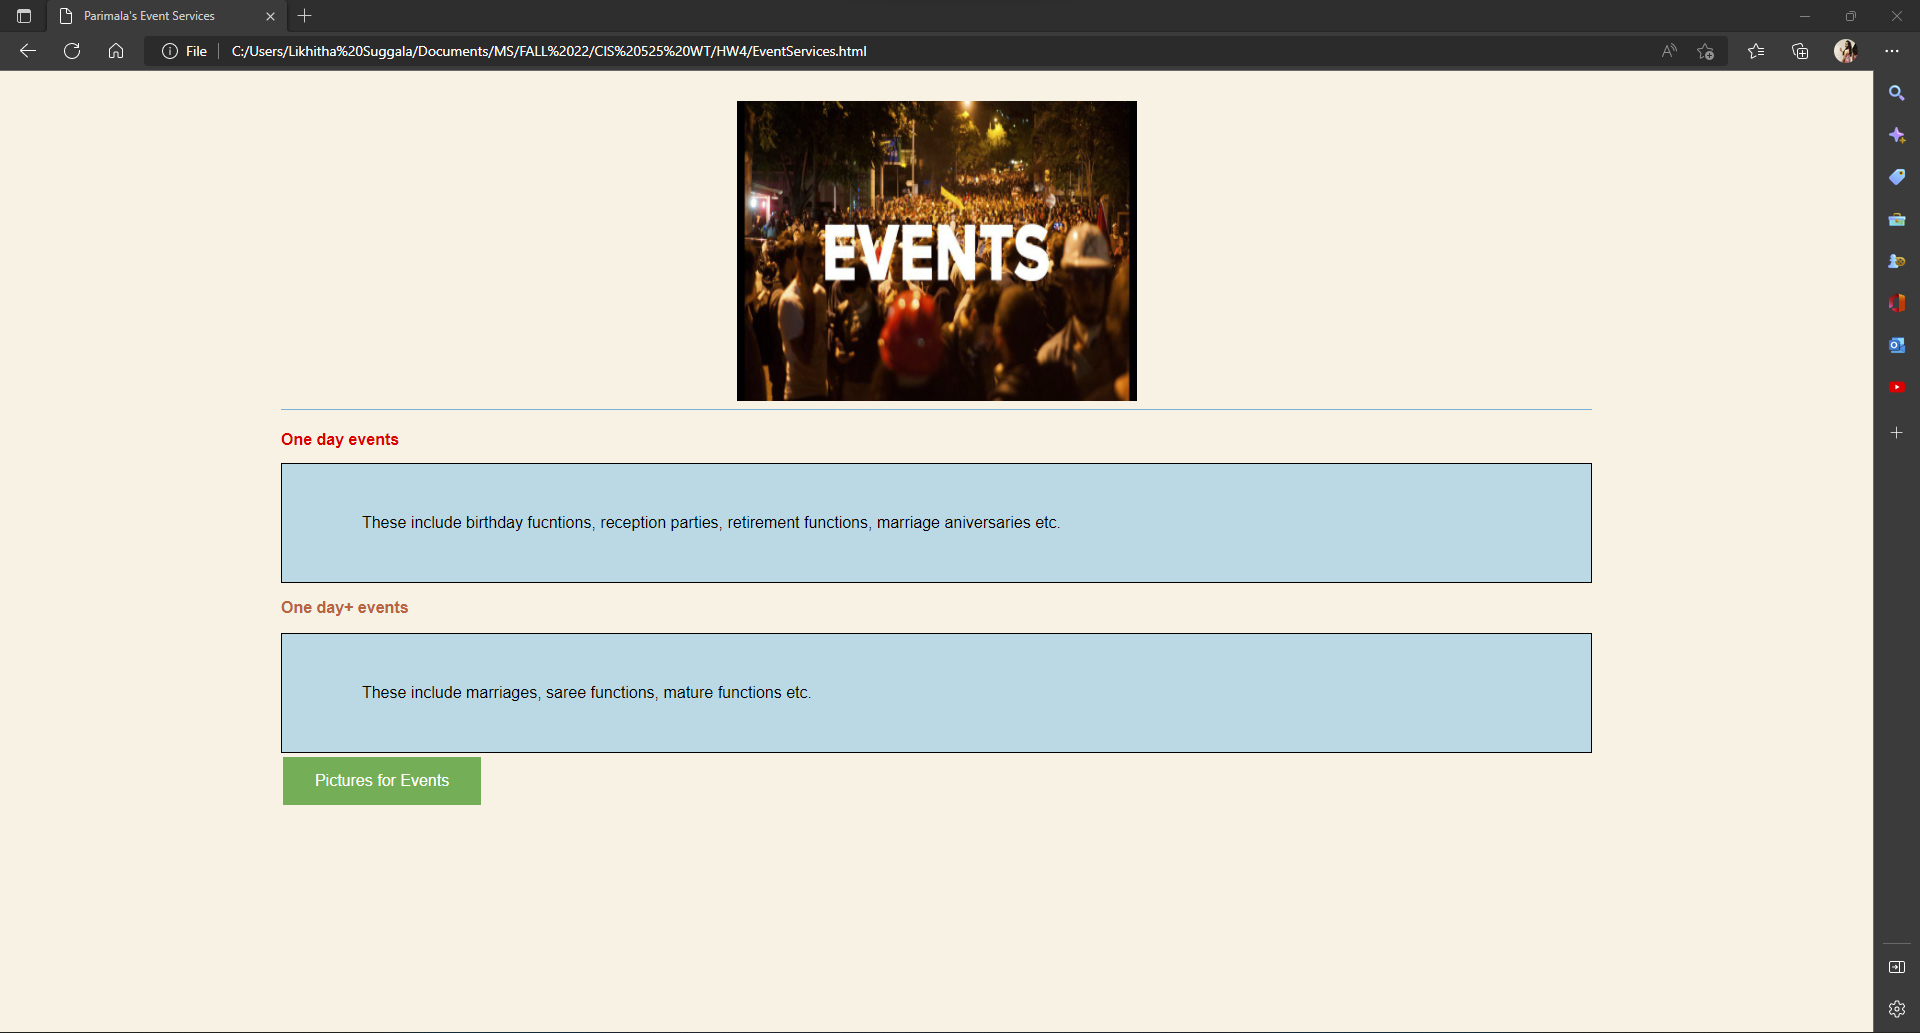 Parimala's Event Services
File
C:/Users/Likhitha%20Suggala/Documents/MS/FALL%2022/CIS%20525%20WT/HW4/EventServices.html
EVENTS
One day events
These include birthday fucntions, reception parties, retirement functions, marriage aniversaries etc.
One day+ events
These include marriages, saree functions, mature functions etc.
Pictures for Events